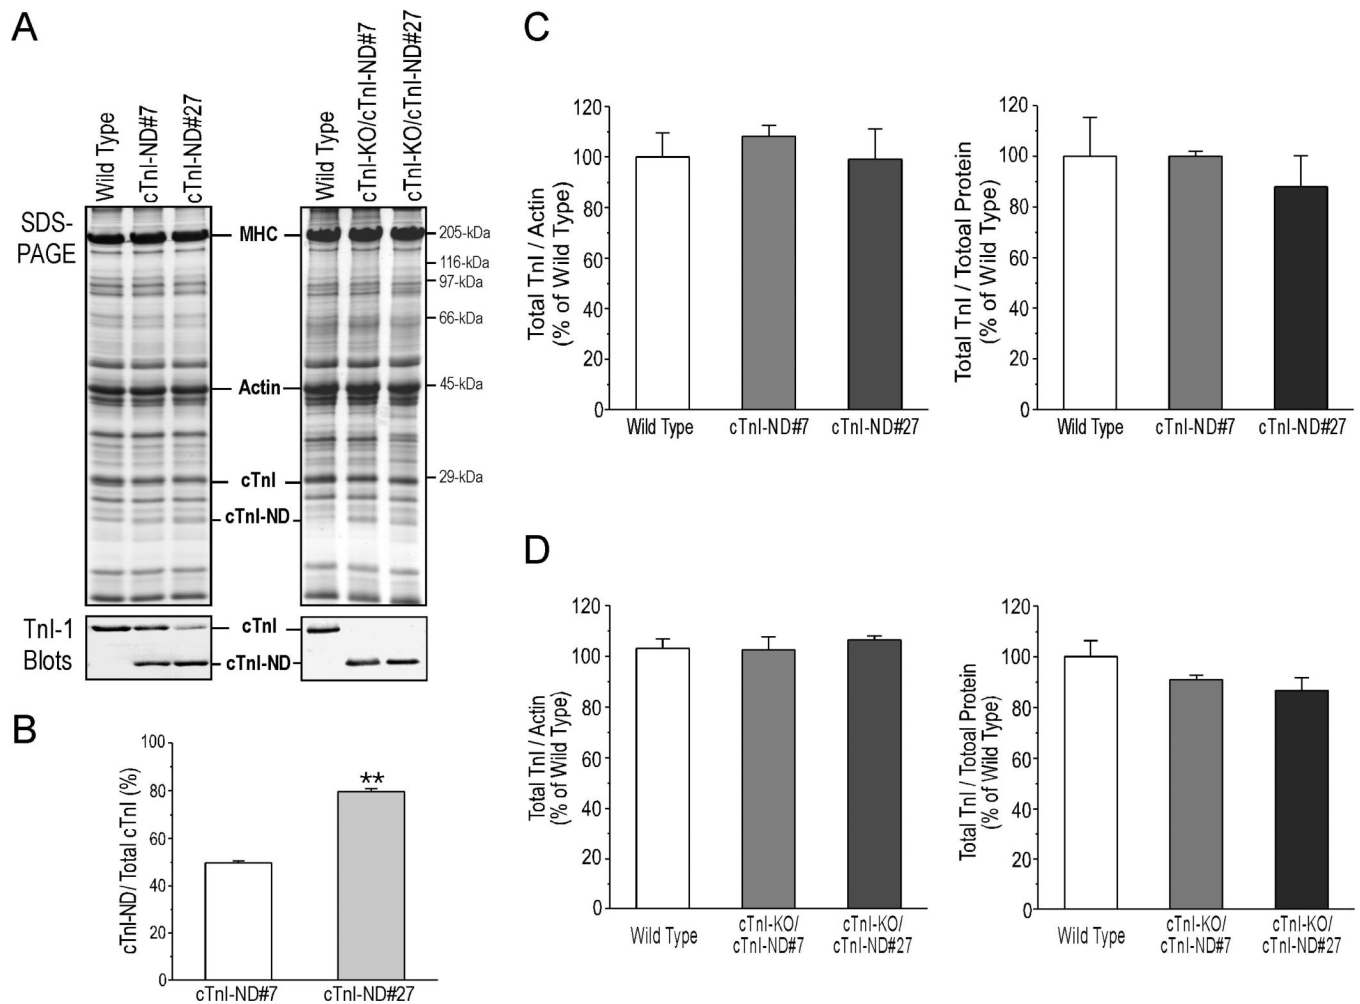 A
Wild Type
cTnI-ND#7
cTnI-ND#27
Wild Type
cTnI-KO/cTnI-ND#7
cTnI-KO/cTnI-ND#27
SDS-
PAGE
MHC
205-kDa
116-kDa
97-kDa
66-kDa
Actin
45-kDa
cTnI
29-kDa
cTnI-ND
TnI-1
Blots
cTnI
cTnI-ND
B
cTnI-ND/ Total cTnI (%)
100
80
60
40
20
0
**
cTnI-ND#7
cTnI-ND#27
C
Total TnI / Actin
(% of Wild Type)
120
100
80
60
40
20
0
Wild Type
cTnI-ND#7
cTnI-ND#27
Total TnI / Totoal Protein
(% of Wild Type)
120
100
80
60
40
20
0
Wild Type
cTnI-ND#7
cTnI-ND#27
D
Total TnI / Actin
(% of Wild Type)
120
100
80
60
40
20
0
Wild Type
cTnI-KO/
cTnI-ND#7
cTnI-KO/
cTnI-ND#27
Total TnI / Totoal Protein
(% of Wild Type)
120
100
80
60
40
20
0
Wild Type
cTnI-KO/
cTnI-ND#7
cTnI-KO/
cTnI-ND#27